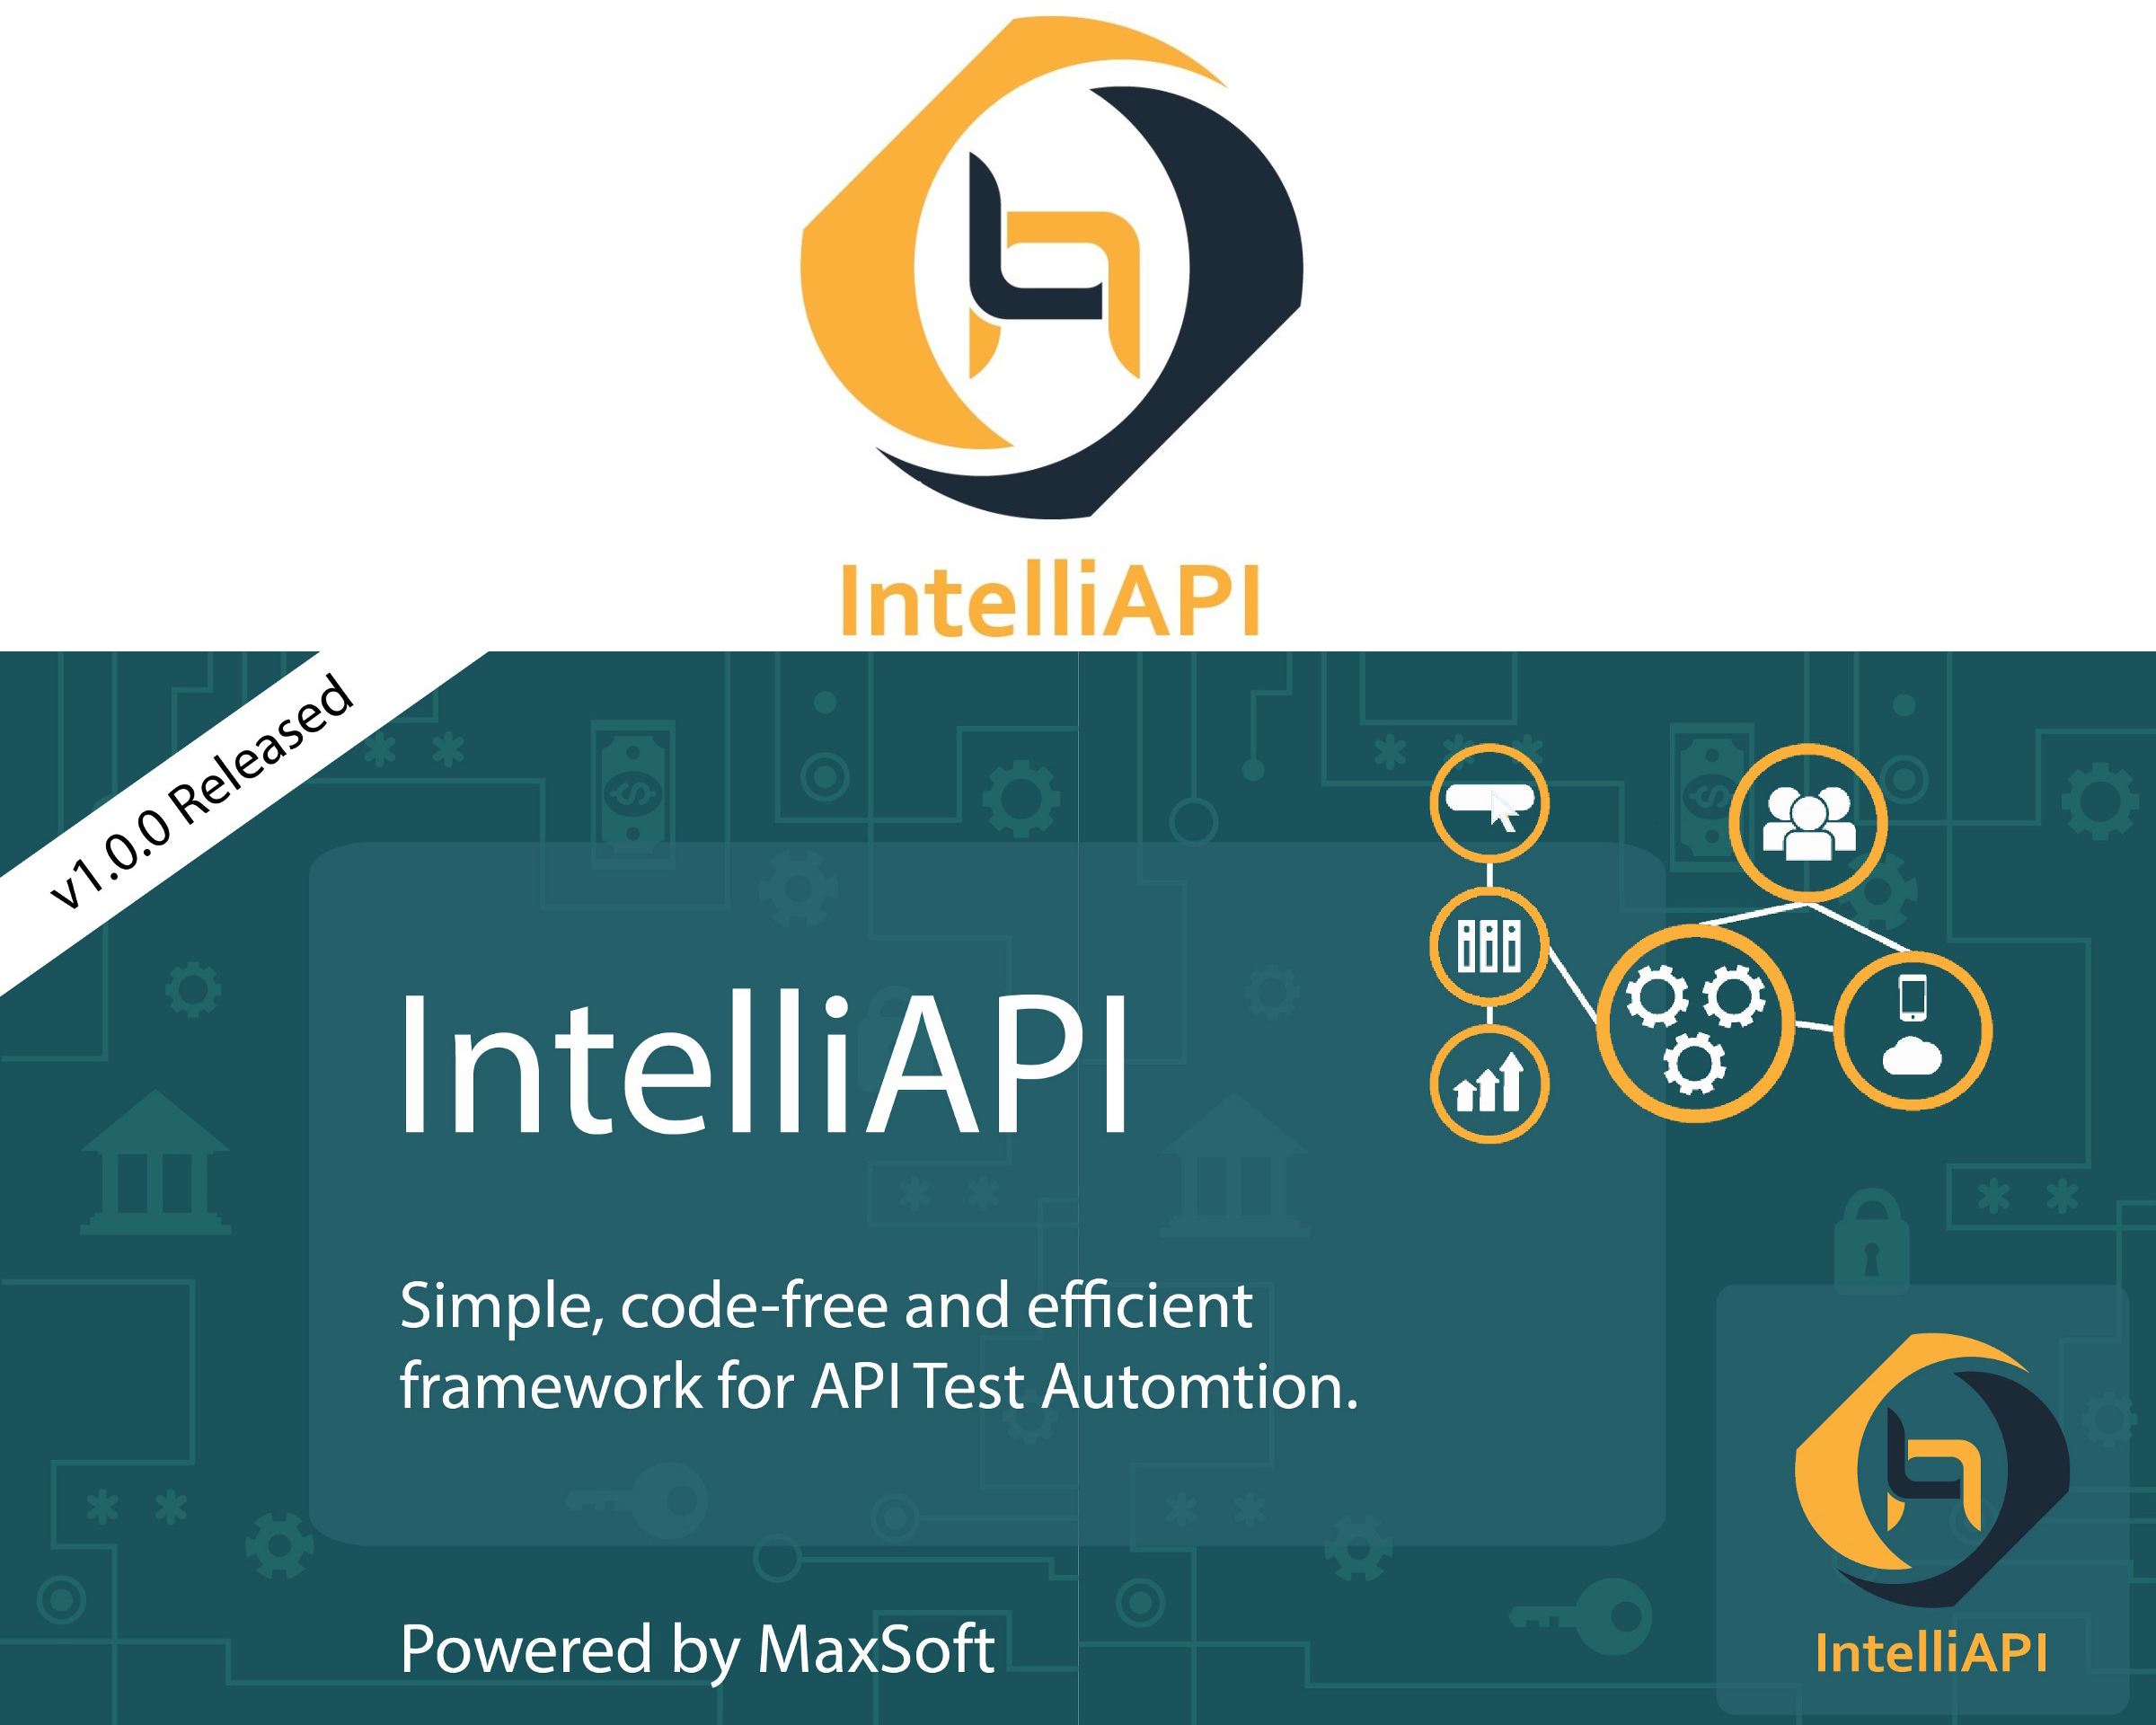 IntelliAPI
v1.0.0 Released
IntelliAPI
Simple, code-free and efficient
framework for API Test Automtion.
Powered by MaxSoft
IntelliAPI